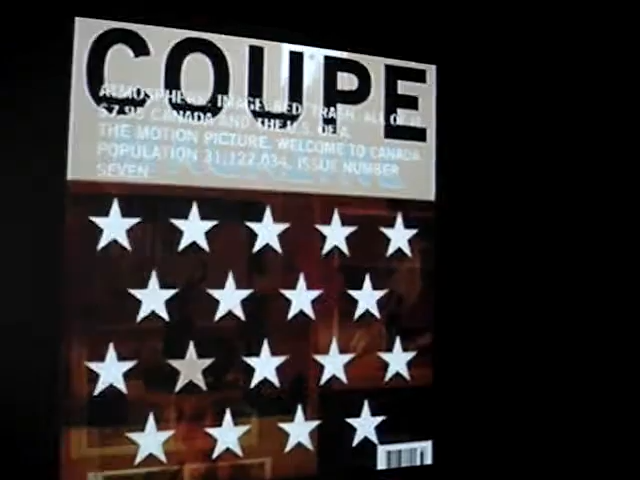 COUPE
ATMOSPHERE. IMAGE. RED. TRASH. ALL OF IT.
$7.95 CANADA AND THE U.S. OF A.
THE MOTION PICTURE. WELCOME TO CANADA
POPULATION 31,122,034. ISSUE NUMBER
SEVEN